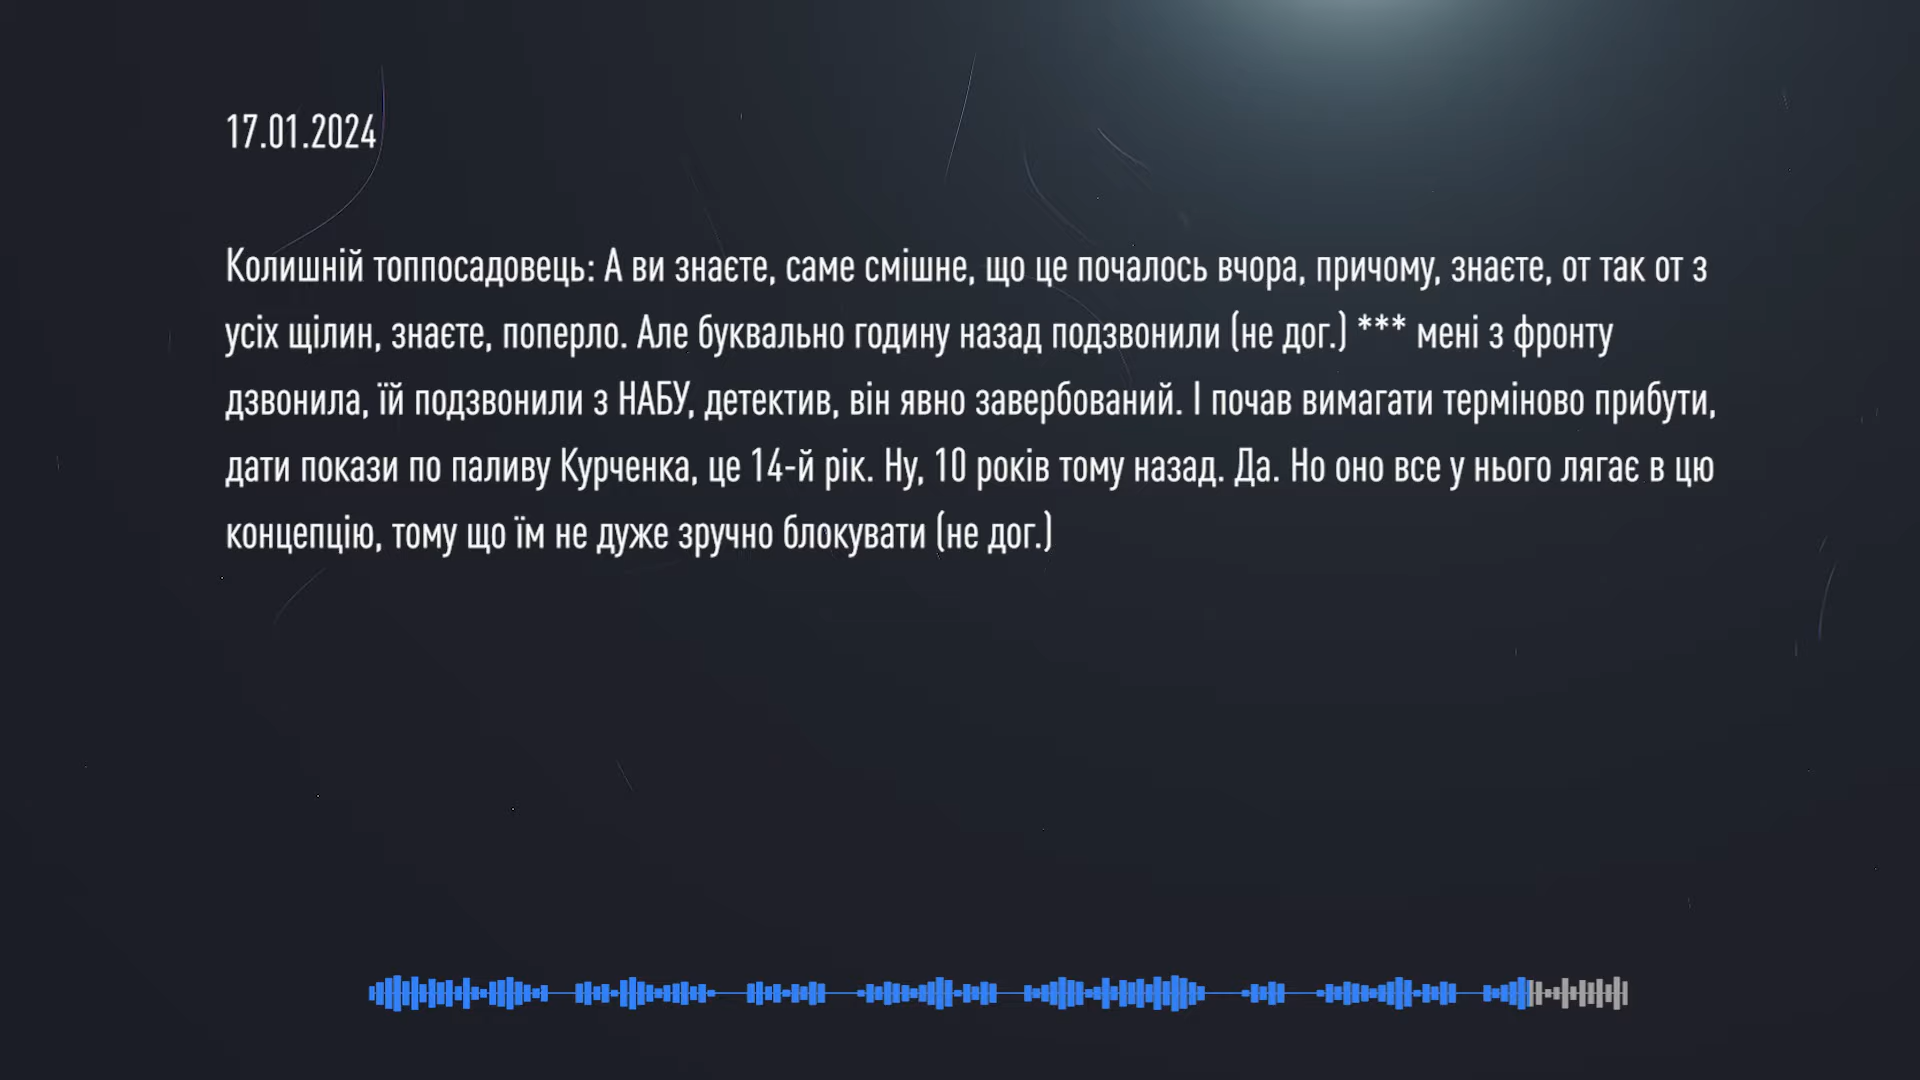 17.01.2024
Колишній топпосадовець: А ви знаєте, саме смішне, що це почалось вчора, причому, знаєте, от так от з
усіх щілин, знаєте, поперло. Але буквально годину назад подзвонили (не дог.) *** мені з фронту
дзвонила, їй подзвонили з НАБУ, детектив, він явно завербований. І почав вимагати терміново прибути,
дати покази по паливу Курченка, це 14-й рік. Ну, 10 років тому назад. Да. Но оно все у нього лягає в цю
концепцію, тому що їм не дуже зручно блокувати (не дог.)